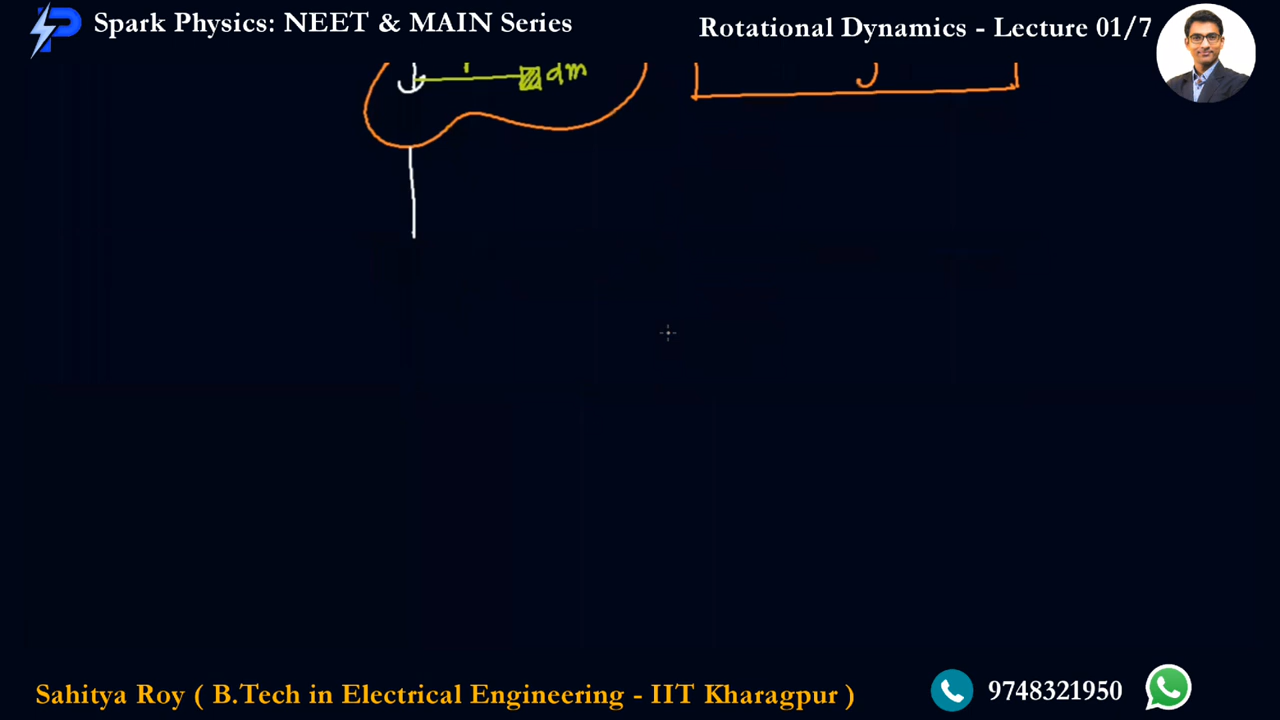 Spark Physics: NEET & MAIN Series
Rotational Dynamics - Lecture 01/7
dm
Sahitya Roy ( B.Tech in Electrical Engineering - IIT Kharagpur )
9748321950